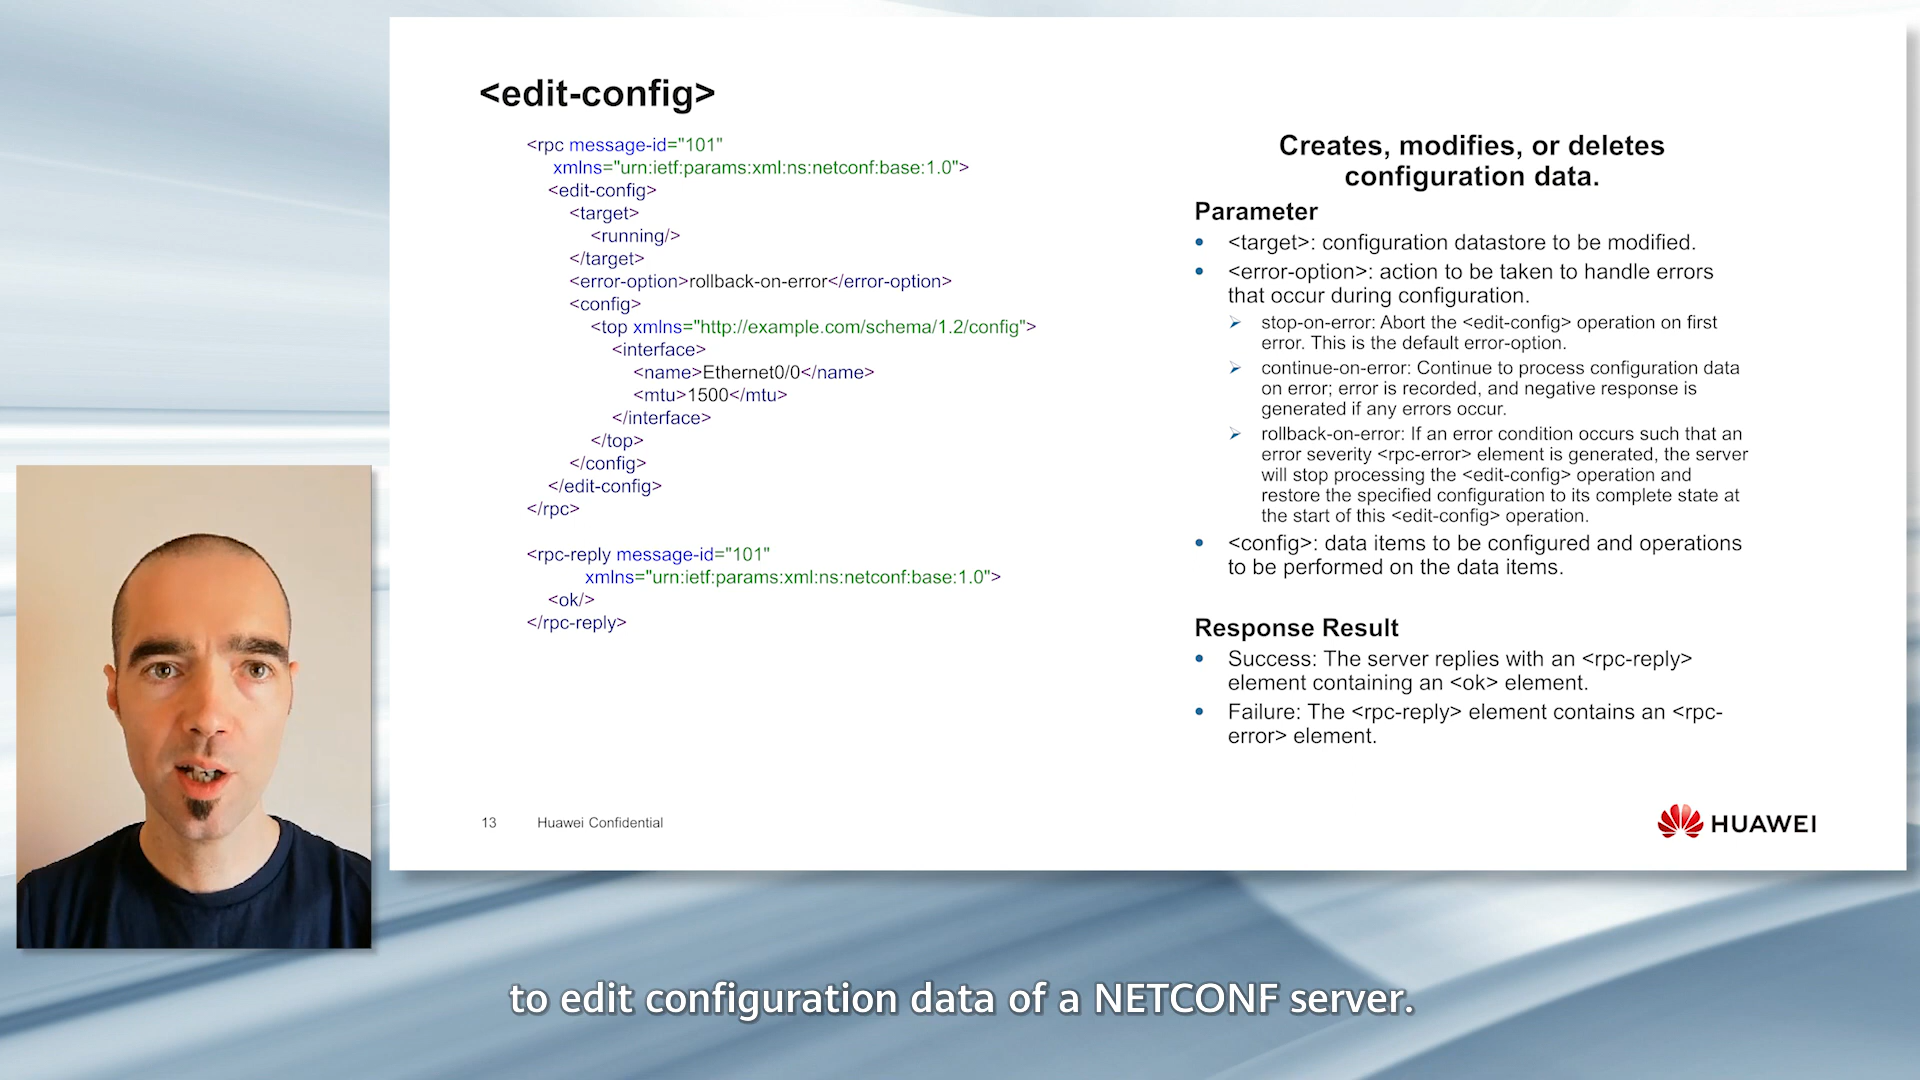 <edit-config>
<rpc message-id="101"
xmlns="urn:ietf:params:xml:ns:netconf:base:1.0">
<edit-config>
<target>
<running/>
</target>
<error-option>rollback-on-error</error-option>
<config>
<top xmlns="http://example.com/schema/1.2/config">
<interface>
<name>Ethernet0/0</name>
<mtu>1500</mtu>
</interface>
</top>
</config>
</edit-config>
</rpc>
<rpc-reply message-id="101"
xmlns="urn:ietf:params:xml:ns:netconf:base:1.0">
<ok/>
</rpc-reply>
Creates, modifies, or deletes
configuration data.
Parameter
• <target>: configuration datastore to be modified.
• <error-option>: action to be taken to handle errors
that occur during configuration.
➢ stop-on-error: Abort the <edit-config> operation on first
error. This is the default error-option.
➢ continue-on-error: Continue to process configuration data
on error; error is recorded, and negative response is
generated if any errors occur.
➢ rollback-on-error: If an error condition occurs such that an
error severity <rpc-error> element is generated, the server
will stop processing the <edit-config> operation and
restore the specified configuration to its complete state at
the start of this <edit-config> operation.
• <config>: data items to be configured and operations
to be performed on the data items.
Response Result
• Success: The server replies with an <rpc-reply>
element containing an <ok> element.
• Failure: The <rpc-reply> element contains an <rpc-
error> element.
13 Huawei Confidential
HUAWEI
to edit configuration data of a NETCONF server.